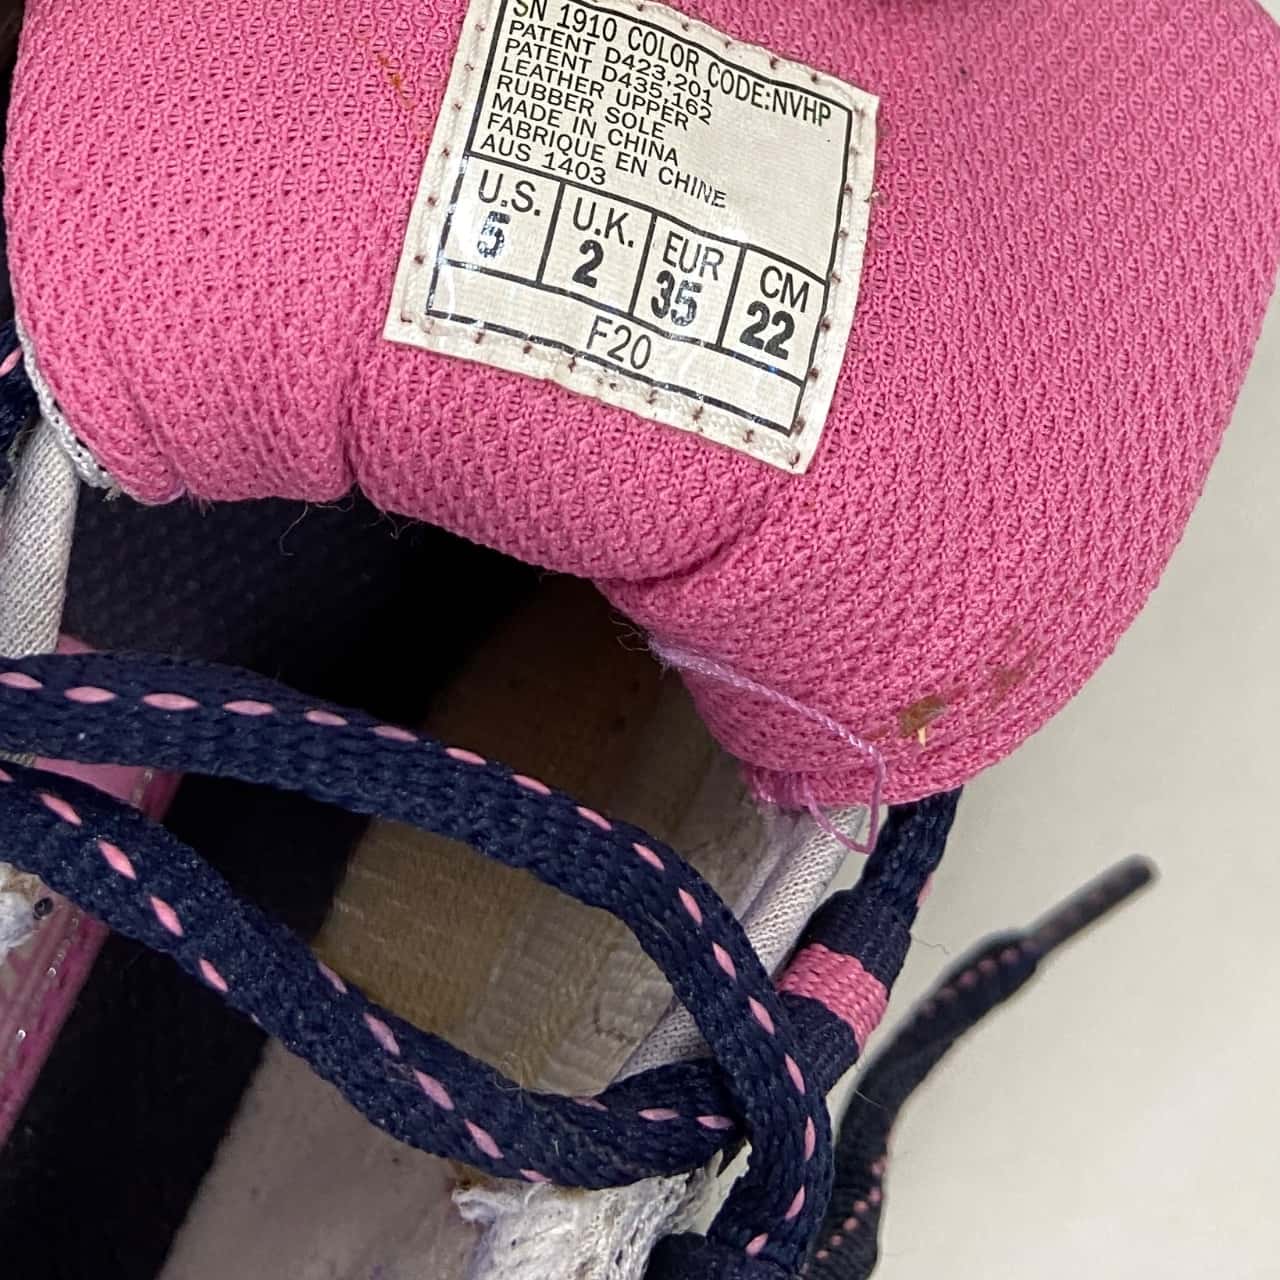 SN 1910 COLOR CODE:NVHP
PATENT D423,201
PATENT D435,162
LEATHER UPPER
RUBBER SOLE
MADE IN CHINA
FABRIQUE EN CHINE
AUS 1403
U.S. U.K. EUR CM
5 2 35 22
F20